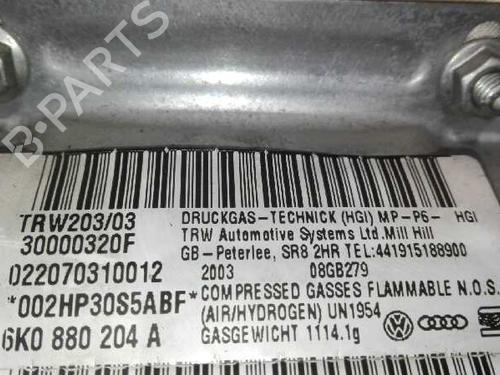 TRW203/03
30000320F
022070310012
*002HP30S5ABF*
6K0 880 204 A
DRUCKGAS-TECHNICK (HGI) MP-P6- HGI
TRW Automotive Systems Ltd.Mill Hill
GB-Peterlee, SR8 2HR TEL:441915188900
2003 08GB279
COMPRESSED GASSES FLAMMABLE N.O.S.
(AIR/HYDROGEN) UN1954
GASGEWICHT 1114.1g
B-PARTS